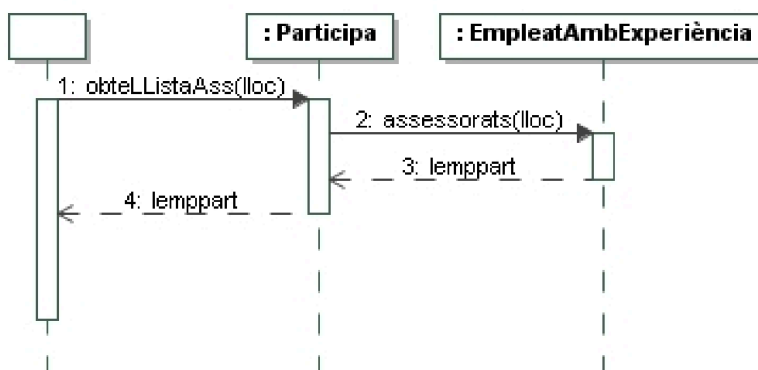 : Participa
: EmpleatAmbExperiència
1: obteLListaAss(lloc)
2: assessorats(lloc)
3: lemppart
4: lemppart